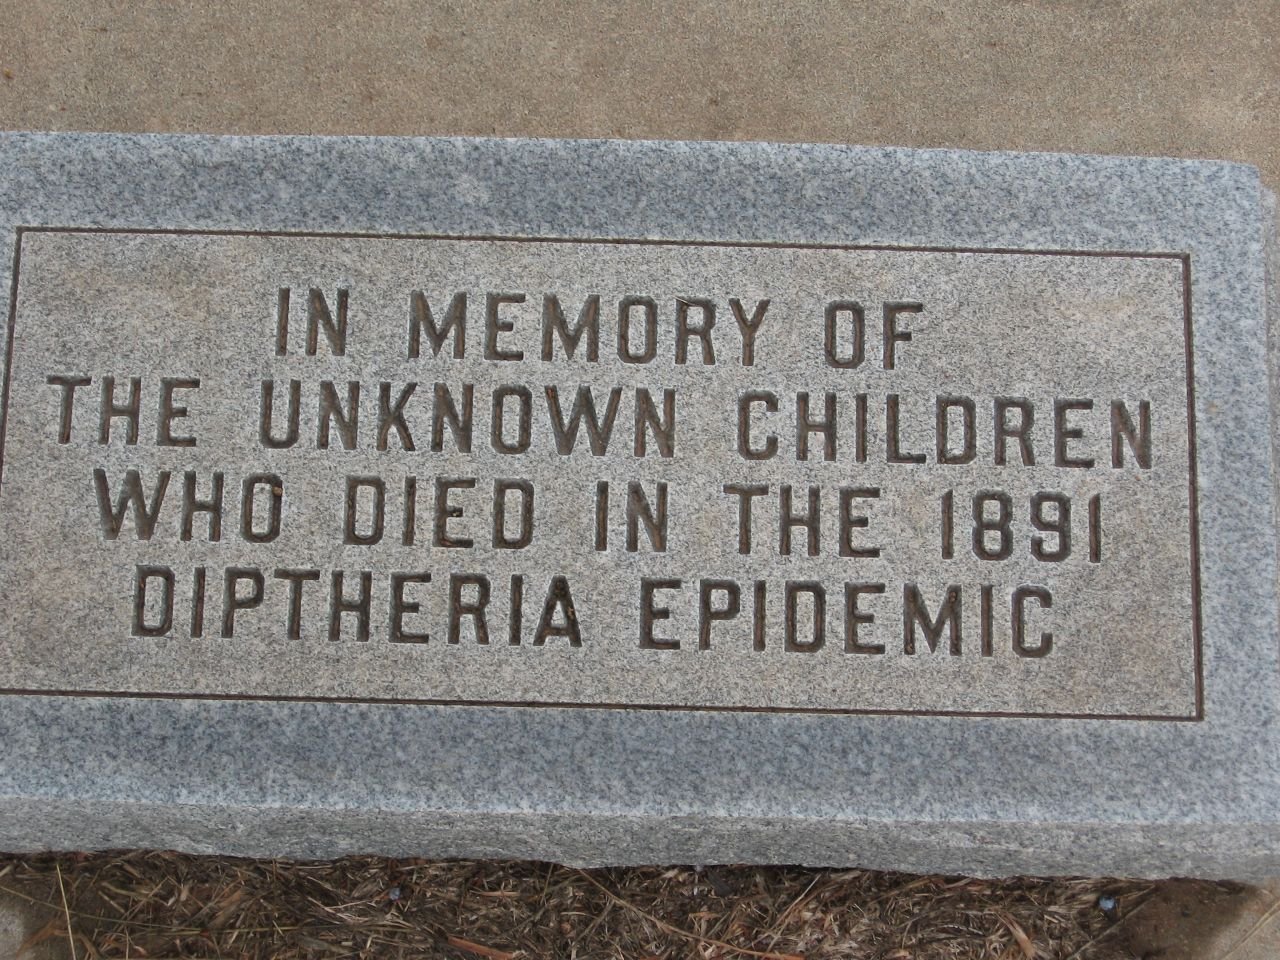 IN MEMORY OF
THE UNKNOWN CHILDREN
WHO DIED IN THE 1891
DIPTHERIA EPIDEMIC